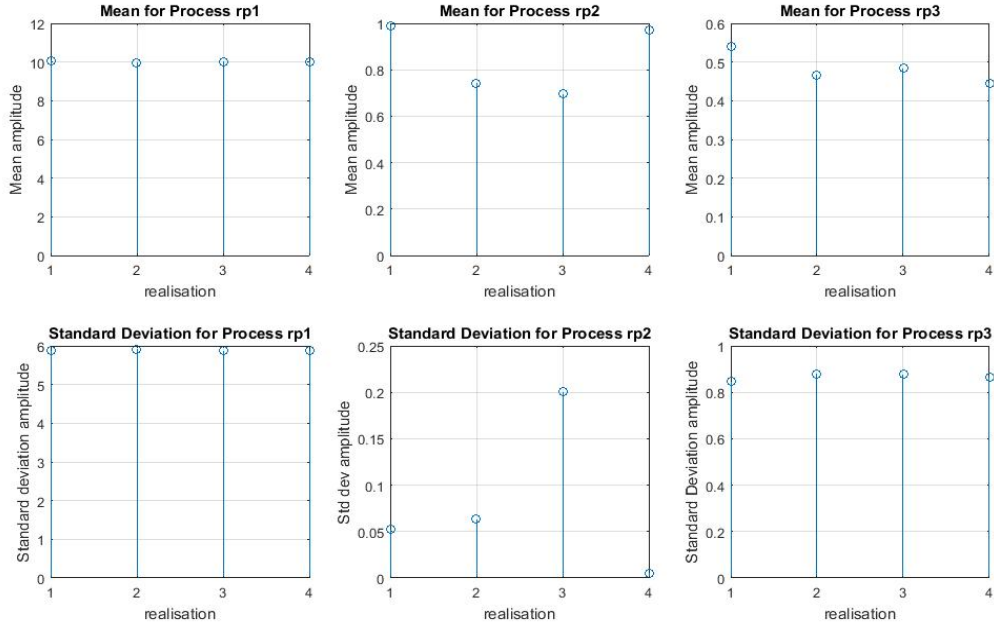 Mean for Process rp1
12
10
8
6
4
2
0
Mean amplitude
1 2 3 4
realisation
Mean for Process rp2
1
0.8
0.6
0.4
0.2
0
Mean amplitude
1 2 3 4
realisation
Mean for Process rp3
0.6
0.5
0.4
0.3
0.2
0.1
0
Mean amplitude
1 2 3 4
realisation
Standard Deviation for Process rp1
6
5
4
3
2
1
0
Standard deviation amplitude
1 2 3 4
realisation
Standard Deviation for Process rp2
0.25
0.2
0.15
0.1
0.05
0
Std dev amplitude
1 2 3 4
realisation
Standard Deviation for Process rp3
1
0.8
0.6
0.4
0.2
0
Standard Deviation amplitude
1 2 3 4
realisation